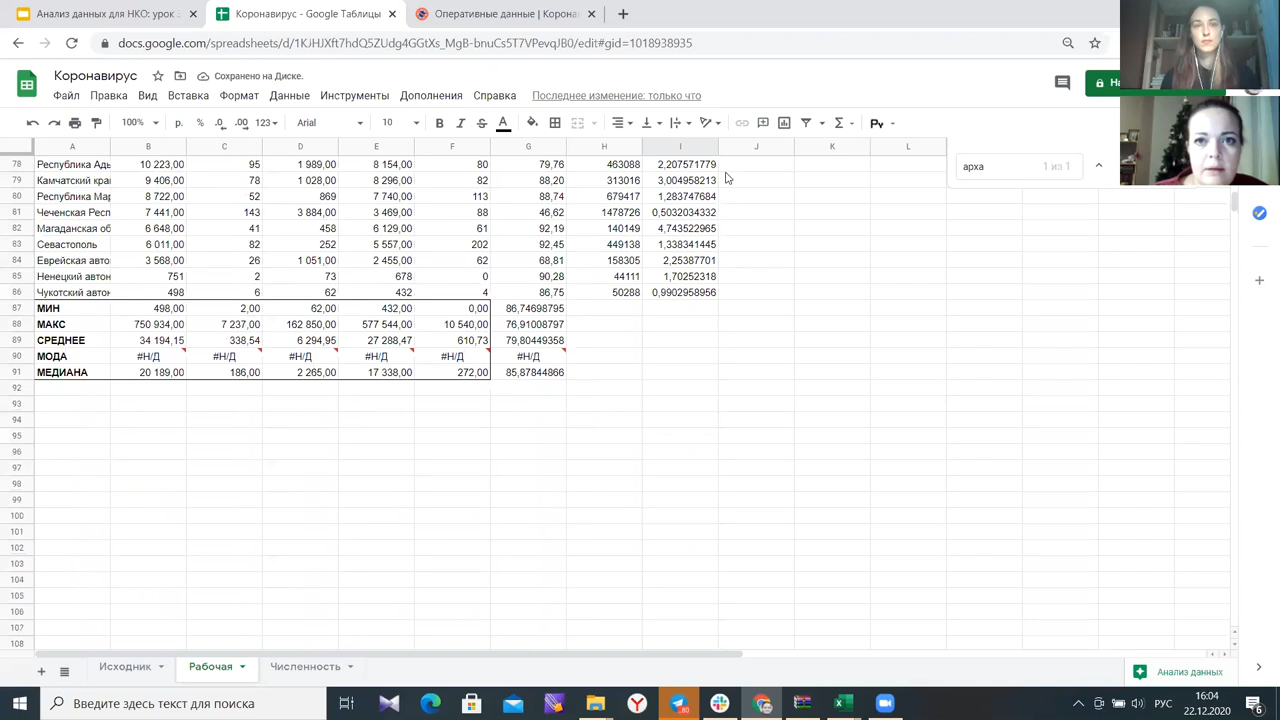 Анализ данных для НКО: урок
Коронавирус - Google Таблицы
Оперативные данные | Корона
docs.google.com/spreadsheets/d/1KJHJXft7hdQ5ZUdg4GGtXs_MgB-bnuCs5T7VPevqJB0/edit#gid=1018938935
Коронавирус Сохранено на Диске.
Файл Правка Вид Вставка Формат Данные Инструменты Дополнения Справка Последнее изменение: только что
100% р. % .0 .00 123 Arial 10 B I S A Σ
A B C D E F G H I J K L
78 Республика Ады 10 223,00 95 1 989,00 8 154,00 80 79,76 463088 2,207571779
79 Камчатский кра 9 406,00 78 1 028,00 8 296,00 82 88,20 313016 3,004958213
80 Республика Мар 8 722,00 52 869 7 740,00 113 88,74 679417 1,283747684
81 Чеченская Респ 7 441,00 143 3 884,00 3 469,00 88 46,62 1478726 0,5032034332
82 Магаданская об 6 648,00 41 458 6 129,00 61 92,19 140149 4,743522965
83 Севастополь 6 011,00 82 252 5 557,00 202 92,45 449138 1,338341445
84 Еврейская авто 3 568,00 26 1 051,00 2 455,00 62 68,81 158305 2,25387701
85 Ненецкий автон 751 2 73 678 0 90,28 44111 1,70252318
86 Чукотский автон 498 6 62 432 4 86,75 50288 0,9902958956
87 МИН 498,00 2,00 62,00 432,00 0,00 86,74698795
88 МАКС 750 934,00 7 237,00 162 850,00 577 544,00 10 540,00 76,91008797
89 СРЕДНЕЕ 34 194,15 338,54 6 294,95 27 288,47 610,73 79,80449358
90 МОДА #Н/Д #Н/Д #Н/Д #Н/Д #Н/Д #Н/Д
91 МЕДИАНА 20 189,00 186,00 2 265,00 17 338,00 272,00 85,87844866
92
93
94
95
96
97
98
99
100
101
102
103
104
105
106
107
108
арха 1 из 1
Исходник Рабочая Численность
Анализ данных
Введите здесь текст для поиска
РУС
16:04
22.12.2020